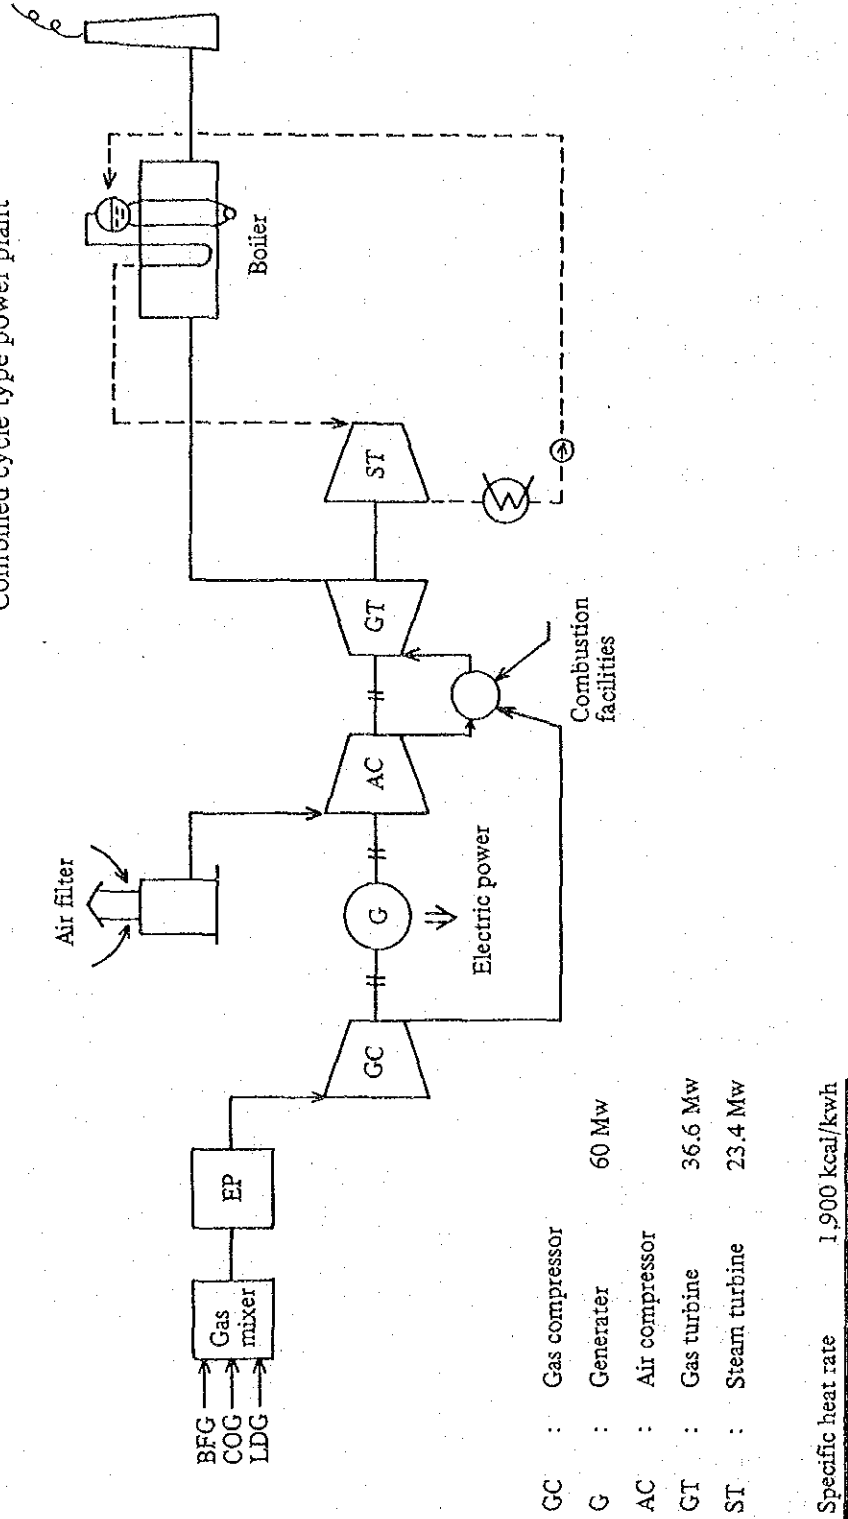 Combined cycle type power plant
Boiler
Air filter
ST
GT
AC
G
GC
EP
Gas
mixer
BFG
COG
LDG
Electric power
Combustion
facilities
GC : Gas compressor
G : Generater 60 Mw
AC : Air compressor
GT : Gas turbine 36.6 Mw
ST : Steam turbine 23.4 Mw
Specific heat rate 1,900 kcal/kwh